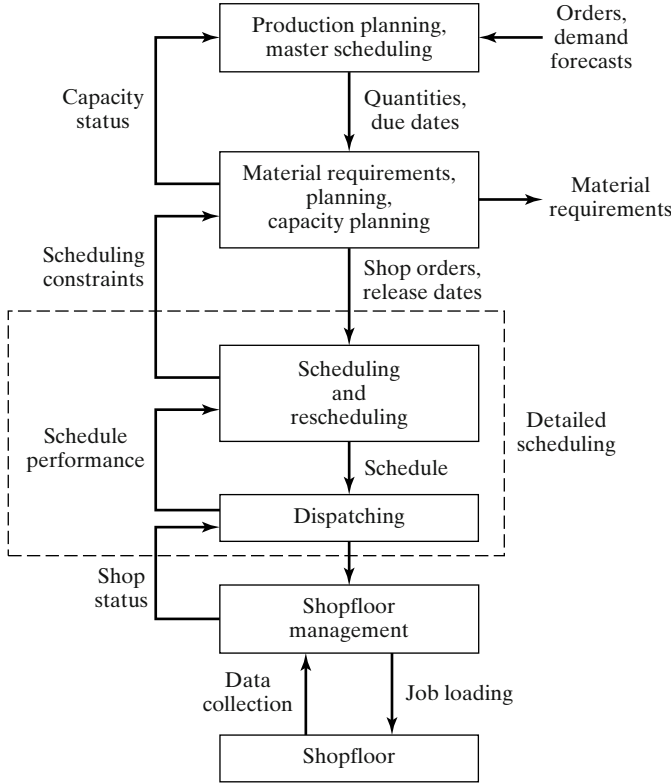 Production planning,
master scheduling
Orders,
demand
forecasts
Capacity
status
Quantities,
due dates
Material requirements,
planning,
capacity planning
Material
requirements
Scheduling
constraints
Shop orders,
release dates
Scheduling
and
rescheduling
Detailed
scheduling
Schedule
performance
Schedule
Dispatching
Shop
status
Shopfloor
management
Data
collection
Job loading
Shopfloor